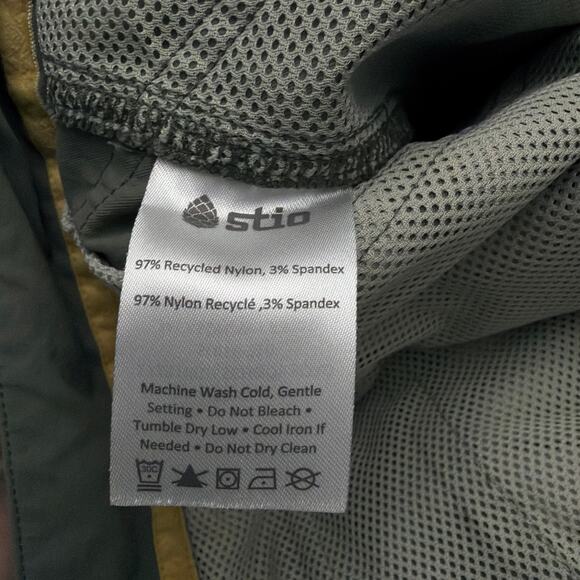 stio
97% Recycled Nylon, 3% Spandex
97% Nylon Recyclé ,3% Spandex
Machine Wash Cold, Gentle
Setting • Do Not Bleach •
Tumble Dry Low • Cool Iron If
Needed • Do Not Dry Clean
30C